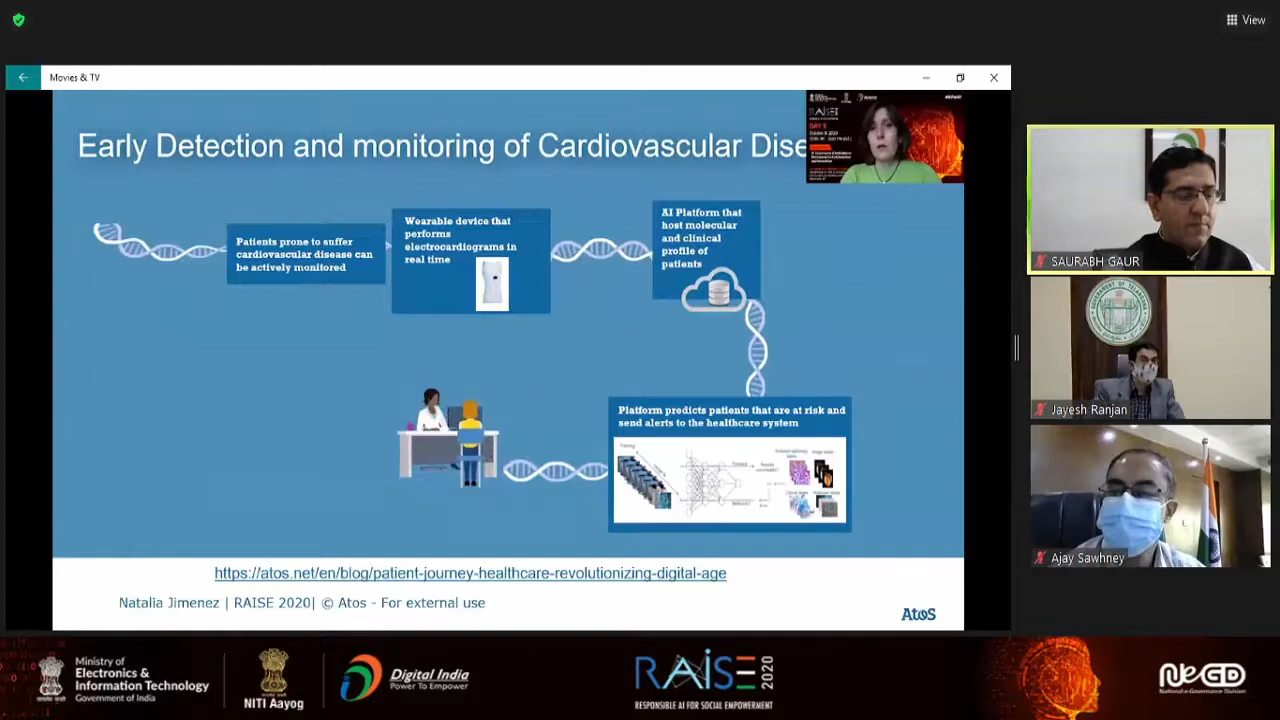 View
Movies & TV
Early Detection and monitoring of Cardiovascular Dise
RAISE
Patients prone to suffer
cardiovascular disease can
be actively monitored
Wearable device that
performs
electrocardiograms in
real time
AI Platform that
host molecular
and clinical
profile of
patients
Platform predicts patients that are at risk and
send alerts to the healthcare system
https://atos.net/en/blog/patient-journey-healthcare-revolutionizing-digital-age
Natalia Jimenez | RAISE 2020| © Atos - For external use
Atos
SAURABH GAUR
Jayesh Ranjan
Ajay Sawhney
Ministry of
Electronics &
Information Technology
Government of India
NITI Aayog
Digital India
Power To Empower
RAISE 2020
RESPONSIBLE AI FOR SOCIAL EMPOWERMENT
NeGD
National e-Governance Division